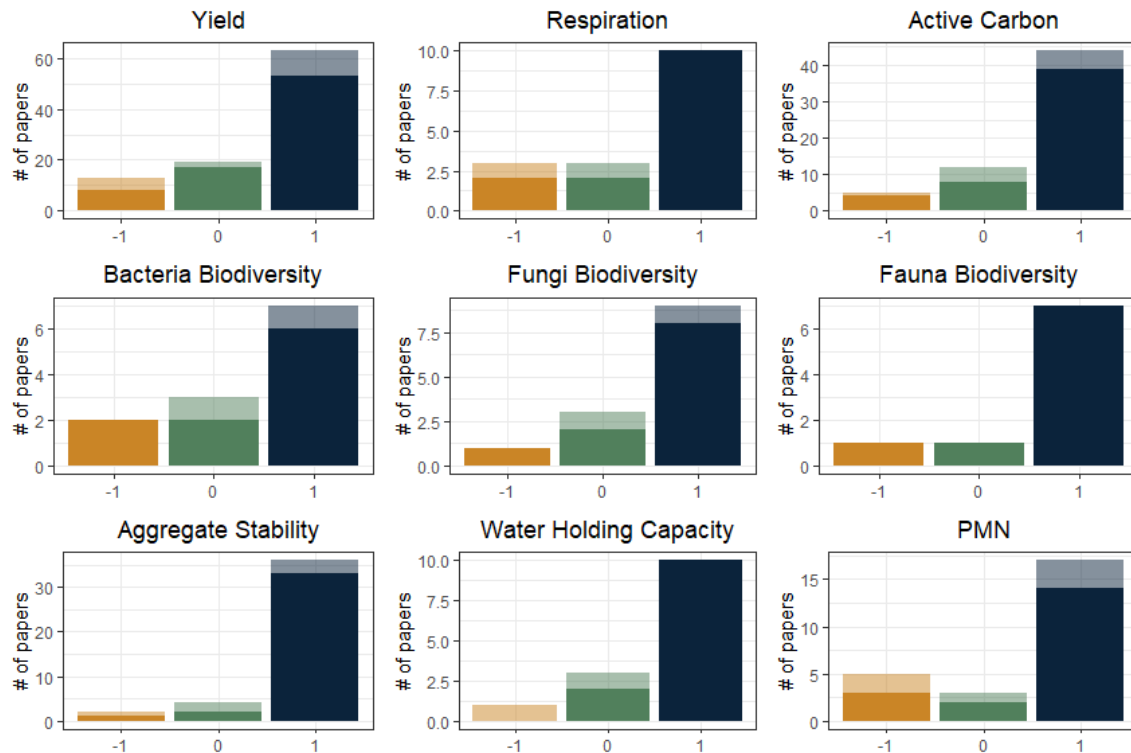 Yield
# of papers
60
40
20
0
-1 0 1
Respiration
# of papers
10.0
7.5
5.0
2.5
0.0
-1 0 1
Active Carbon
# of papers
40
30
20
10
0
-1 0 1
Bacteria Biodiversity
# of papers
6
4
2
0
-1 0 1
Fungi Biodiversity
# of papers
7.5
5.0
2.5
0.0
-1 0 1
Fauna Biodiversity
# of papers
6
4
2
0
-1 0 1
Aggregate Stability
# of papers
30
20
10
0
-1 0 1
Water Holding Capacity
# of papers
10.0
7.5
5.0
2.5
0.0
-1 0 1
PMN
# of papers
15
10
5
0
-1 0 1